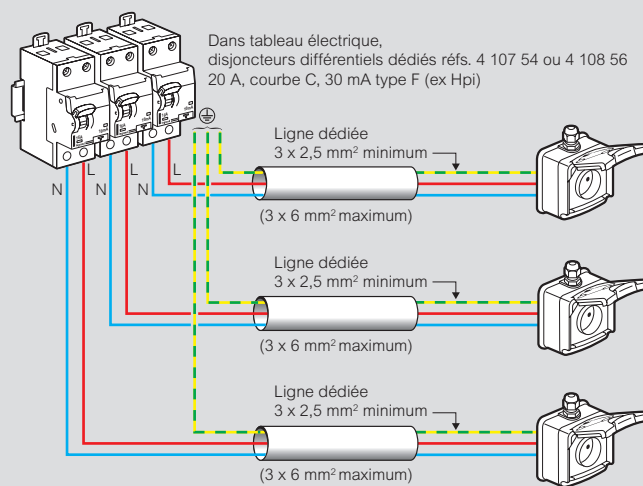 Dans tableau électrique,
disjoncteurs différentiels dédiés réfs. 4 107 54 ou 4 108 56
20 A, courbe C, 30 mA type F (ex Hpi)
N L N L N L
Ligne dédiée
3 x 2,5 mm² minimum
(3 x 6 mm² maximum)
Ligne dédiée
3 x 2,5 mm² minimum
(3 x 6 mm² maximum)
Ligne dédiée
3 x 2,5 mm² minimum
(3 x 6 mm² maximum)